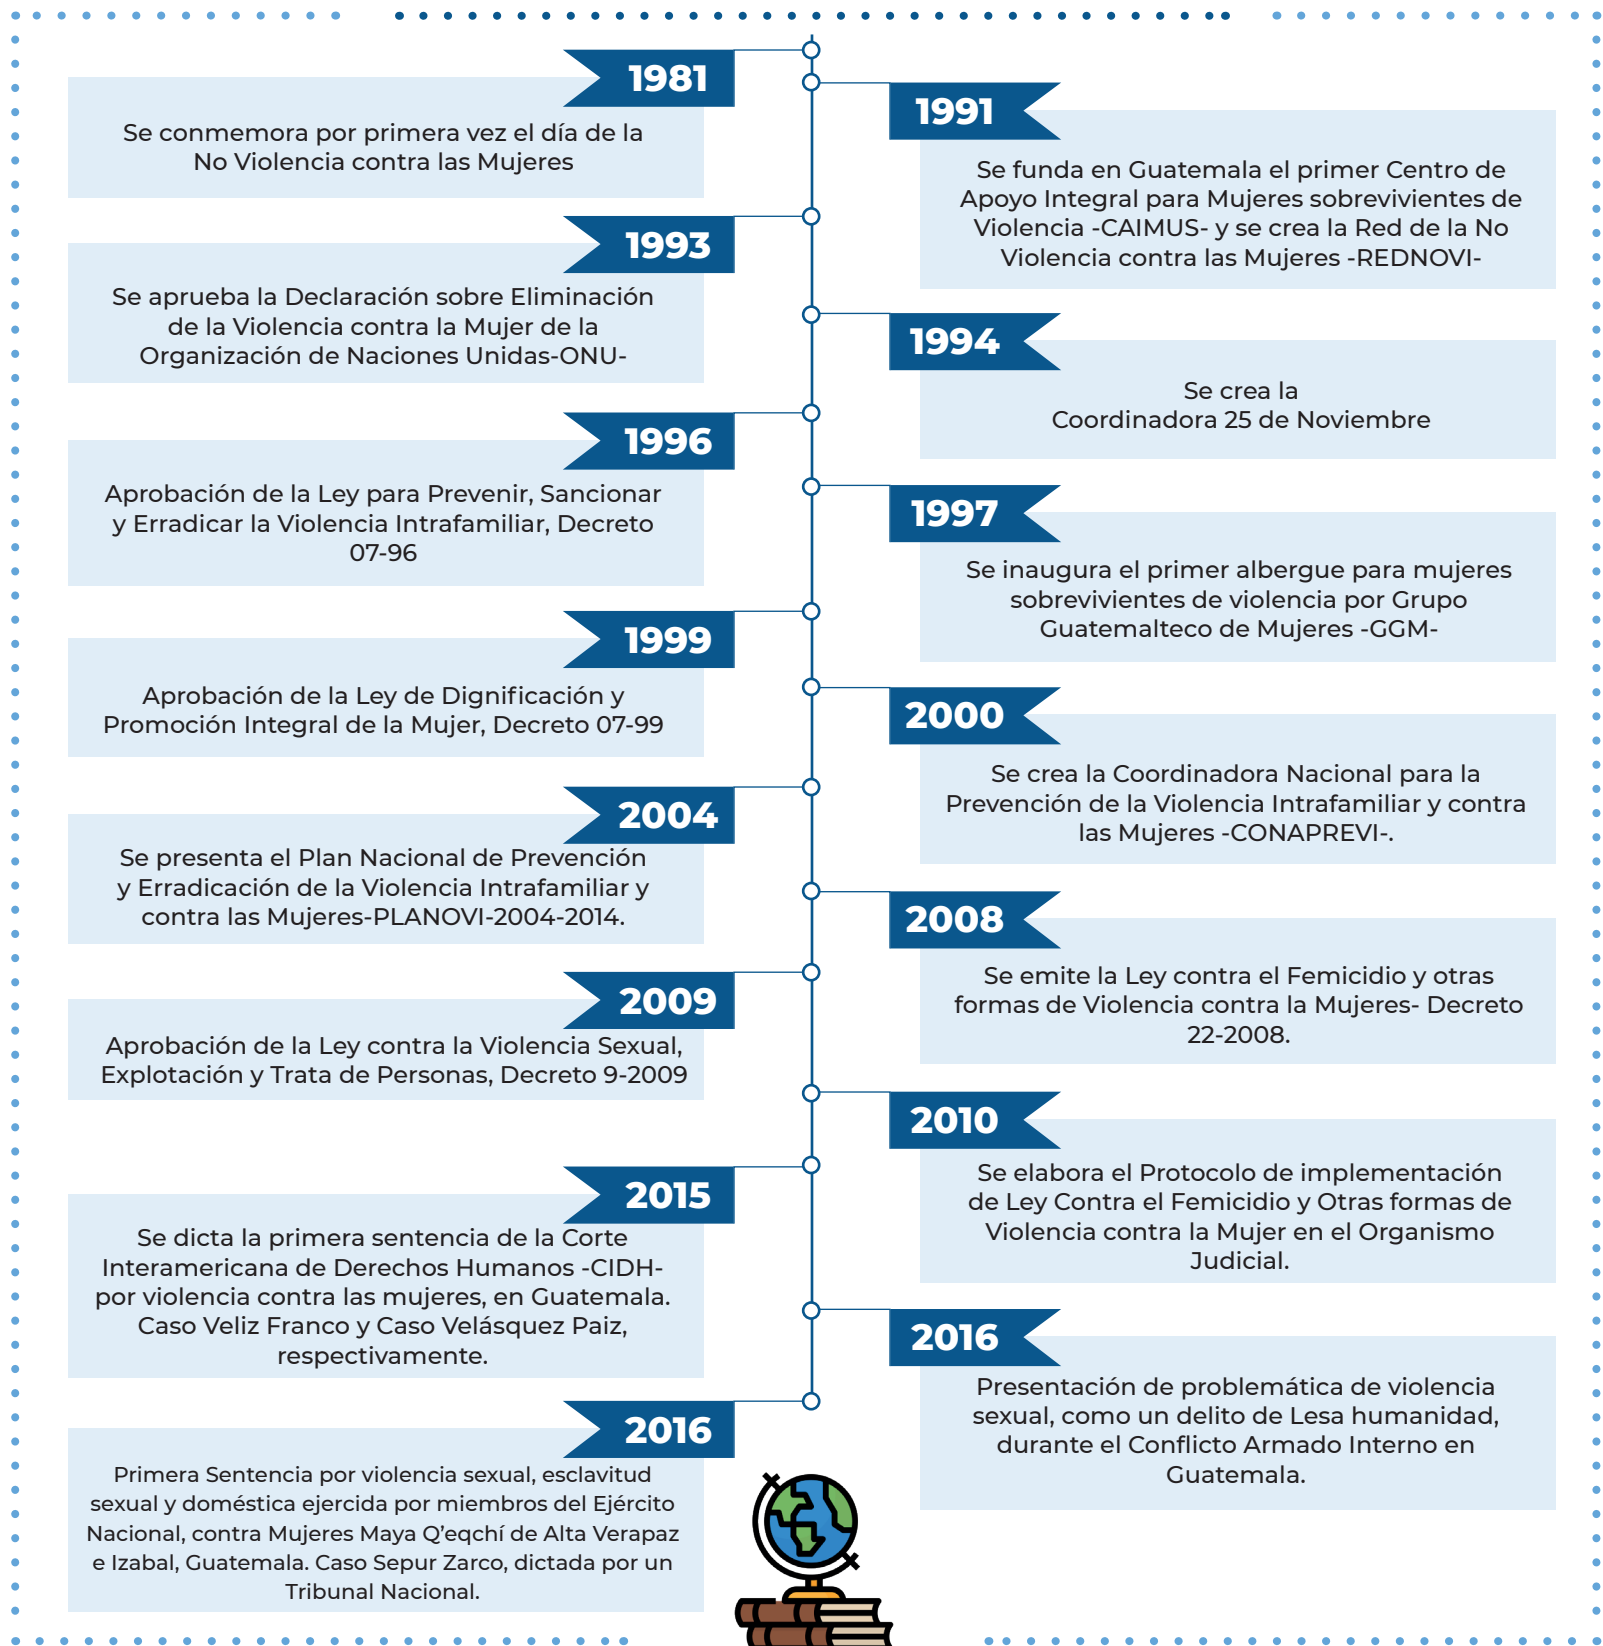 1981
Se conmemora por primera vez el día de la
No Violencia contra las Mujeres
1991
Se funda en Guatemala el primer Centro de
Apoyo Integral para Mujeres sobrevivientes de
Violencia -CAIMUS- y se crea la Red de la No
Violencia contra las Mujeres -REDNOVI-
1993
Se aprueba la Declaración sobre Eliminación
de la Violencia contra la Mujer de la
Organización de Naciones Unidas-ONU-
1994
Se crea la
Coordinadora 25 de Noviembre
1996
Aprobación de la Ley para Prevenir, Sancionar
y Erradicar la Violencia Intrafamiliar, Decreto
07-96
1997
Se inaugura el primer albergue para mujeres
sobrevivientes de violencia por Grupo
Guatemalteco de Mujeres -GGM-
1999
Aprobación de la Ley de Dignificación y
Promoción Integral de la Mujer, Decreto 07-99
2000
Se crea la Coordinadora Nacional para la
Prevención de la Violencia Intrafamiliar y contra
las Mujeres -CONAPREVI-.
2004
Se presenta el Plan Nacional de Prevención
y Erradicación de la Violencia Intrafamiliar y
contra las Mujeres-PLANOVI-2004-2014.
2008
Se emite la Ley contra el Femicidio y otras
formas de Violencia contra la Mujeres- Decreto
22-2008.
2009
Aprobación de la Ley contra la Violencia Sexual,
Explotación y Trata de Personas, Decreto 9-2009
2010
Se elabora el Protocolo de implementación
de Ley Contra el Femicidio y Otras formas de
Violencia contra la Mujer en el Organismo
Judicial.
2015
Se dicta la primera sentencia de la Corte
Interamericana de Derechos Humanos -CIDH-
por violencia contra las mujeres, en Guatemala.
Caso Veliz Franco y Caso Velásquez Paiz,
respectivamente.
2016
Presentación de problemática de violencia
sexual, como un delito de Lesa humanidad,
durante el Conflicto Armado Interno en
Guatemala.
2016
Primera Sentencia por violencia sexual, esclavitud
sexual y doméstica ejercida por miembros del Ejército
Nacional, contra Mujeres Maya Q’eqchí de Alta Verapaz
e Izabal, Guatemala. Caso Sepur Zarco, dictada por un
Tribunal Nacional.